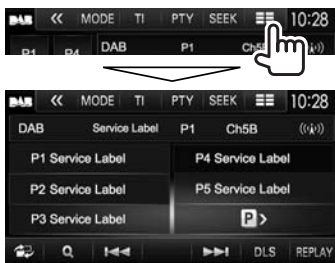 DAB MODE TI PTY SEEK 10:28
P1 P4 DAB P1 Ch5B
DAB MODE TI PTY SEEK 10:28
DAB Service Label P1 Ch5B
P1 Service Label P4 Service Label
P2 Service Label P5 Service Label
P3 Service Label P
DLS REPLAY